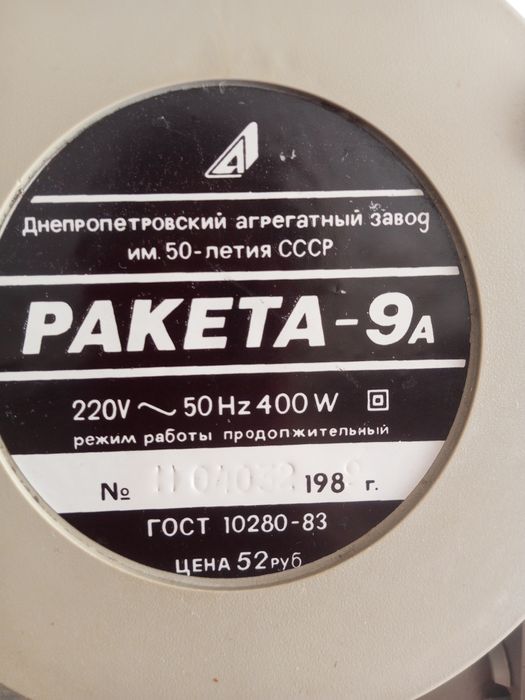 Днепропетровский агрегатный завод
им. 50-летия СССР
РАКЕТА-9А
220V ~ 50Hz 400W
режим работы продолжительный
№ 1104032 198 г.
ГОСТ 10280-83
ЦЕНА 52РУБ